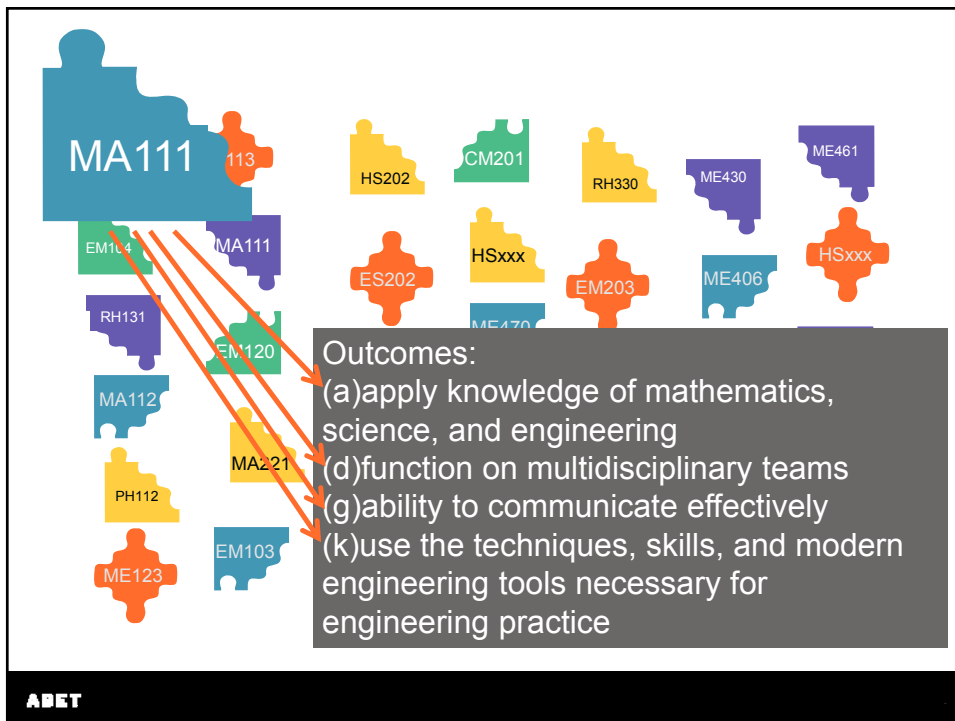 MA111
113
HS202
CM201
RH330
ME430
ME461
EM104
MA111
ES202
HSxxx
EM203
ME406
HSxxx
RH131
EM120
ME470
MA112
MA221
PH112
EM103
ME123
Outcomes:
(a)apply knowledge of mathematics,
science, and engineering
(d)function on multidisciplinary teams
(g)ability to communicate effectively
(k)use the techniques, skills, and modern
engineering tools necessary for
engineering practice
ABET